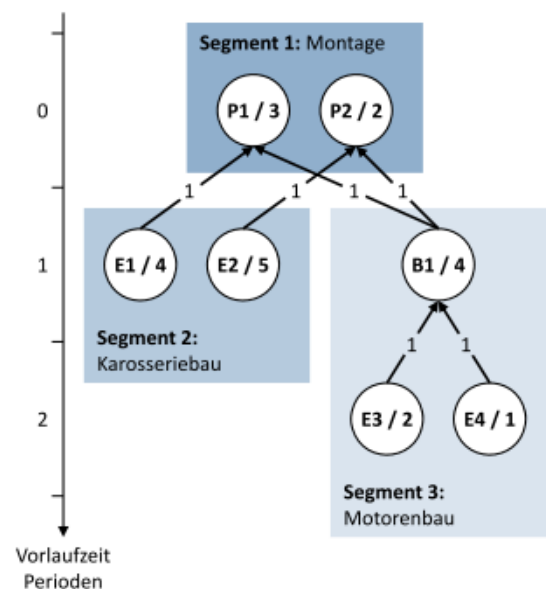 Segment 1: Montage
0
P1 / 3
P2 / 2
1
1
1
1
1
E1 / 4
E2 / 5
B1 / 4
Segment 2:
Karosseriebau
1
1
2
E3 / 2
E4 / 1
Segment 3:
Motorenbau
Vorlaufzeit
Perioden